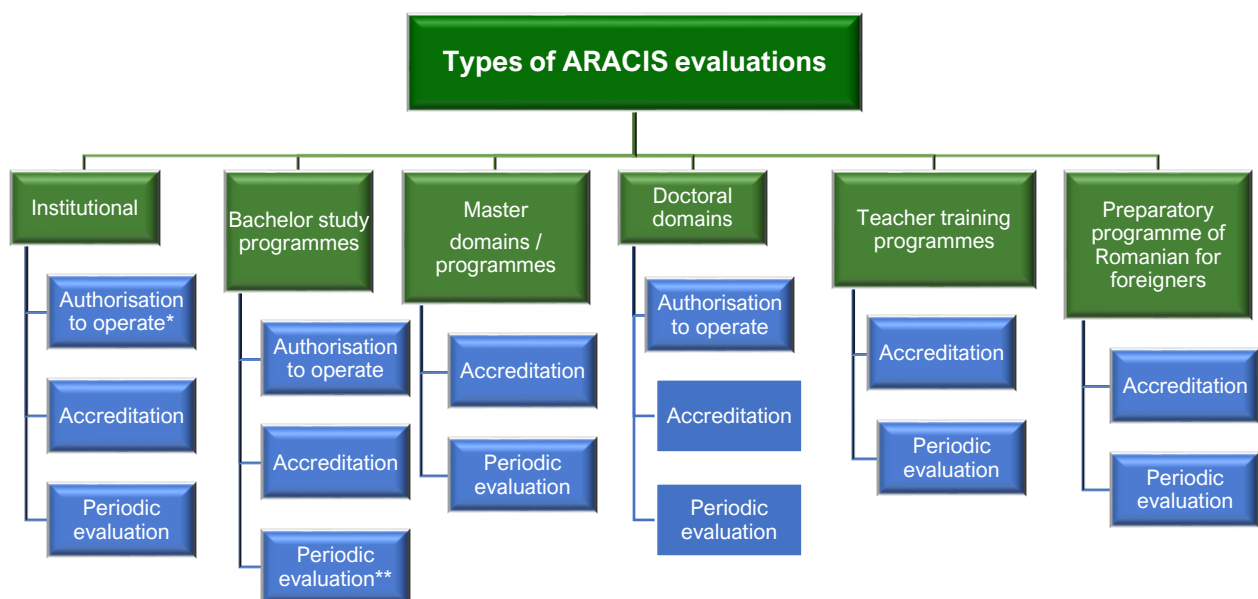 Types of ARACIS evaluations
Institutional
Authorisation
to operate*
Accreditation
Periodic
evaluation
Bachelor study
programmes
Authorisation
to operate
Accreditation
Periodic
evaluation**
Master
domains /
programmes
Accreditation
Periodic
evaluation
Doctoral
domains
Authorisation
to operate
Accreditation
Periodic
evaluation
Teacher training
programmes
Accreditation
Periodic
evaluation
Preparatory
programme of
Romanian for
foreigners
Accreditation
Periodic
evaluation